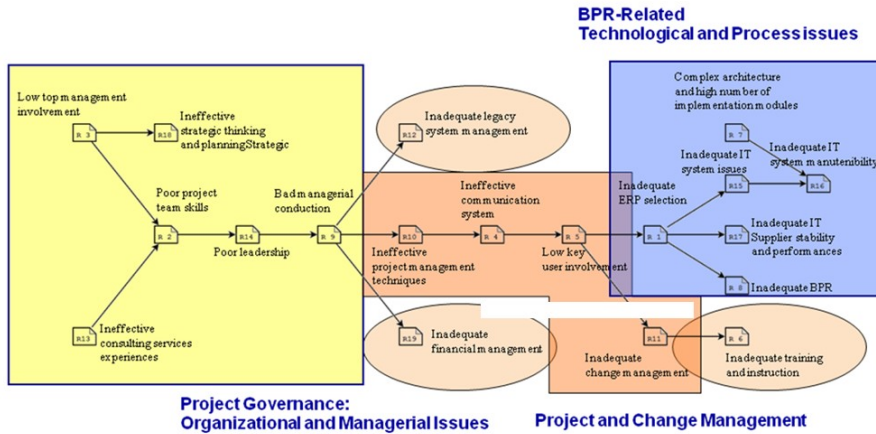 BPR-Related
Technological and Process issues
Low top management
involvement
R 3
R18
Ineffective
strategic thinking
and planningStrategic
Poor project
team skills
R 2
R14
Poor leadership
Bad managerial
conduction
R 9
R13
Ineffective
consulting services
experiences
Inadequate legacy
system management
R12
Ineffective
communication
system
R10
R 4
R 5
Ineffective
project management
techniques
Low key
user involvement
R19
Inadequate
financial management
Inadequate
ERP selection
R 1
Complex architecture
and high number of
implementation modules
R 7
Inadequate IT
system issues
R15
Inadequate IT
system manutenibility
R16
R17
Inadequate IT
Supplier stability
and performances
R 8
Inadequate BPR
R11
Inadequate
change management
R 6
Inadequate training
and instruction
Project Governance:
Organizational and Managerial Issues
Project and Change Management